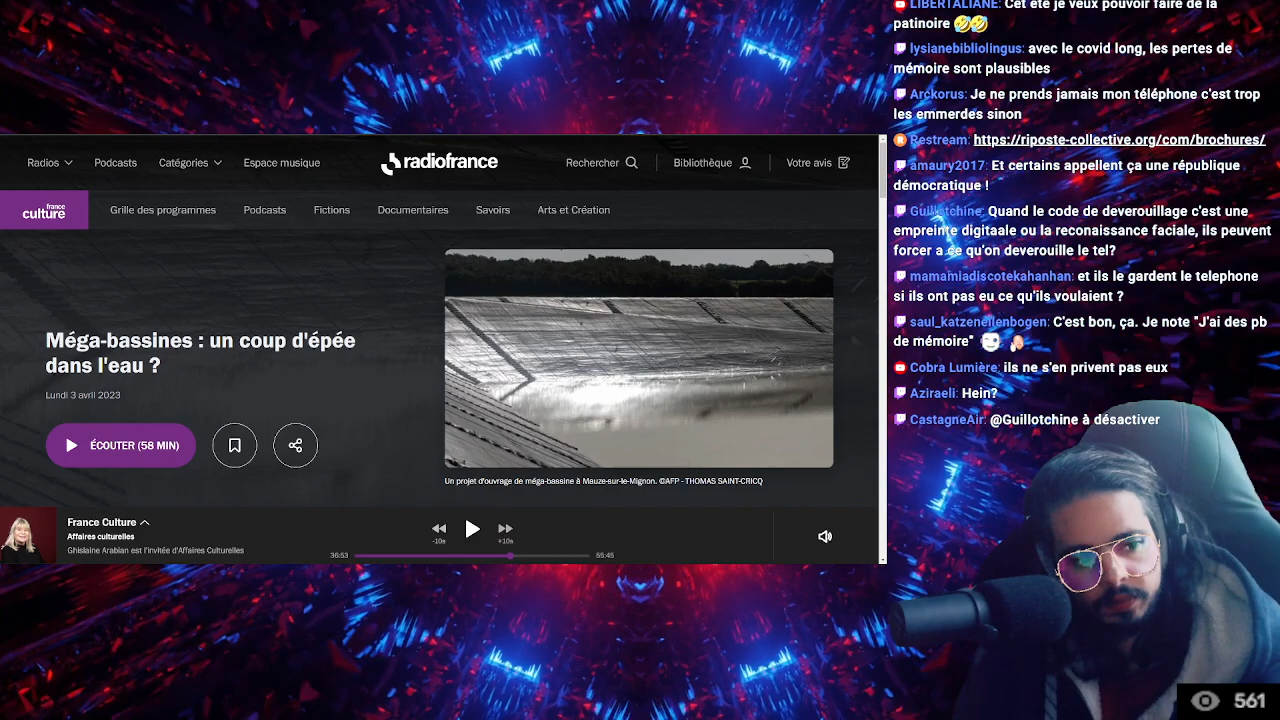 LIBERTALIANE: Cet été je veux pouvoir faire de la
patinoire 🤣🤣
lysianebibliolingus: avec le covid long, les pertes de
mémoire sont plausibles
Arckorus: Je ne prends jamais mon téléphone c'est trop
les emmerdes sinon
Restream: https://riposte-collective.org/com/brochures/
amaury2017: Et certains appellent ça une république
démocratique !
Guillotchine: Quand le code de deverouillage c'est une
empreinte digitaale ou la reconaissance faciale, ils peuvent
forcer a ce qu'on deverouille le tel?
mamamiadiscotekahanhan: et ils le gardent le telephone
si ils ont pas eu ce qu'ils voulaient ?
saul_katzenellenbogen: C'est bon, ça. Je note "J'ai des pb
de mémoire"
Cobra Lumière: ils ne s'en privent pas eux
Aziraeli: Hein?
CastagneAir: @Guillotchine à désactiver
Radios Podcasts Catégories Espace musique radiofrance Rechercher Bibliothèque Votre avis
france
culture
Grille des programmes Podcasts Fictions Documentaires Savoirs Arts et Création
Méga-bassines : un coup d'épée
dans l'eau ?
Lundi 3 avril 2023
ÉCOUTER (58 MIN)
Un projet d'ouvrage de méga-bassine à Mauze-sur-le-Mignon. ©AFP - THOMAS SAINT-CRICQ
France Culture
Affaires culturelles
Ghislaine Arabian est l'invitée d'Affaires Culturelles
-10s +10s
36:53 55:45
561